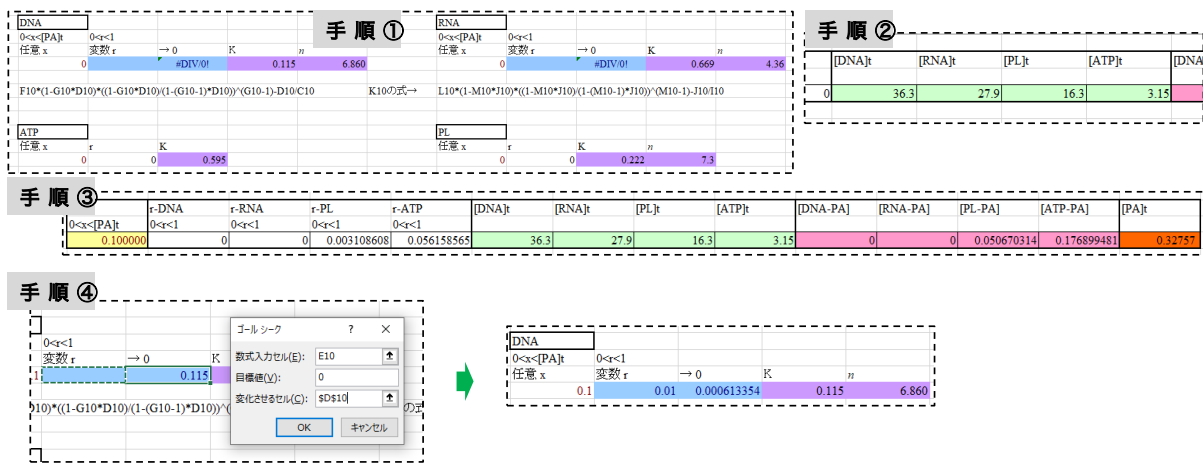 手 順 ①
DNA
0<x<[PA]t 0<r<1
任意 x 変数 r → 0 K n
0 #DIV/0! 0.115 6.860
F10*(1-G10*D10)*((1-G10*D10)/(1-(G10-1)*D10))^(G10-1)-D10/C10 K10の式→
RNA
0<x<[PA]t 0<r<1
任意 x 変数 r → 0 K n
0 #DIV/0! 0.669 4.36
L10*(1-M10*J10)*((1-M10*J10)/(1-(M10-1)*J10))^(M10-1)-J10/I10
ATP
任意 x r K
0 0 0.595
PL
任意 x r K n
0 0 0.222 7.3
手 順 ②
[DNA]t [RNA]t [PL]t [ATP]t [DNA
0 36.3 27.9 16.3 3.15
手 順 ③
r-DNA r-RNA r-PL r-ATP [DNA]t [RNA]t [PL]t [ATP]t [DNA-PA] [RNA-PA] [PL-PA] [ATP-PA] [PA]t
0<x<[PA]t 0<r<1 0<r<1 0<r<1 0<r<1
0.100000 0 0 0.003108608 0.056158565 36.3 27.9 16.3 3.15 0 0 0.050670314 0.176899481 0.32757
手 順 ④
0<r<1
変数 r → 0 K
1 0.115
10)*((1-G10*D10)/(1-(G10-1)*D10))^( の式
ゴール シーク ? ×
数式入力セル(E): E10
目標値(V): 0
変化させるセル(C): $D$10
OK キャンセル
DNA
0<x<[PA]t 0<r<1
任意 x 変数 r → 0 K n
0.1 0.01 0.000613354 0.115 6.860